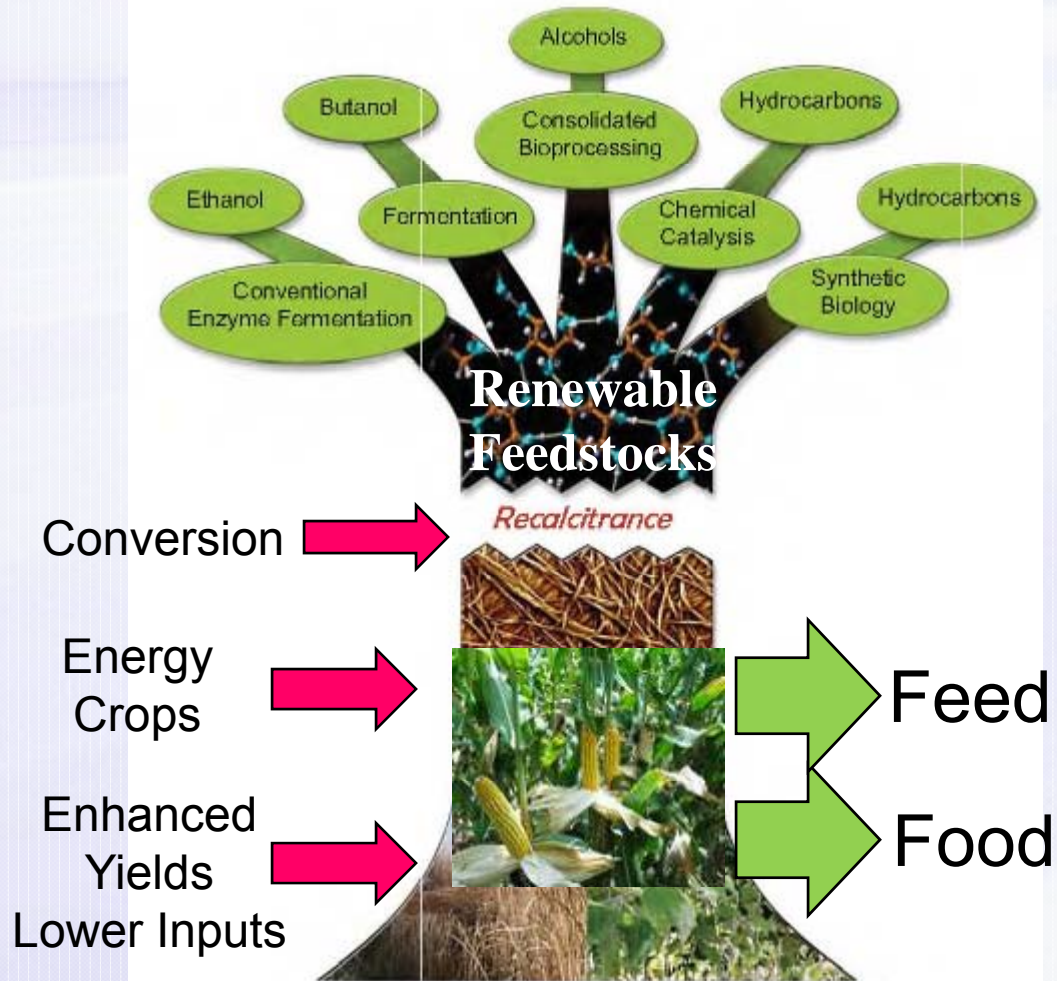 Alcohols
Butanol
Consolidated
Bioprocessing
Hydrocarbons
Ethanol
Fermentation
Chemical
Catalysis
Hydrocarbons
Conventional
Enzyme Fermentation
Synthetic
Biology
Renewable
Feedstocks
Recalcitrance
Conversion
Energy
Crops
Feed
Enhanced
Yields
Lower Inputs
Food